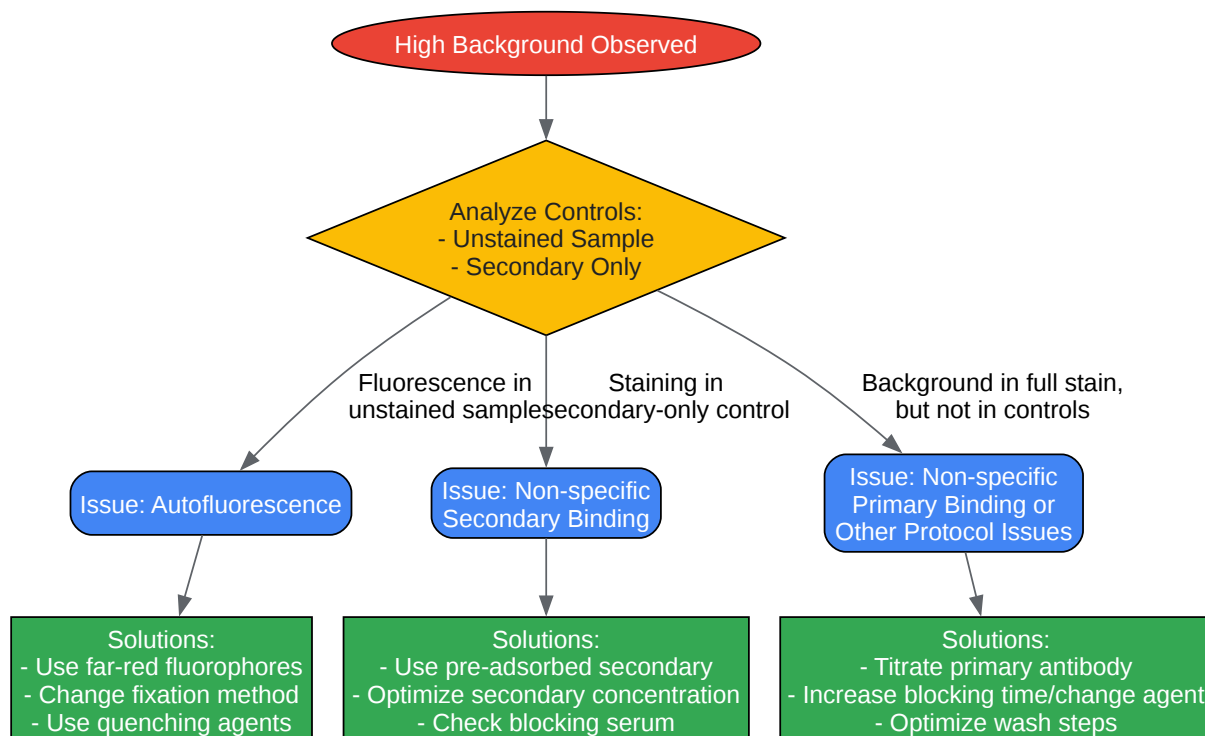 High Background Observed
Analyze Controls:
- Unstained Sample
- Secondary Only
Fluorescence in
unstained sample
Staining in
secondary-only control
Background in full stain,
but not in controls
Issue: Autofluorescence
Issue: Non-specific
Secondary Binding
Issue: Non-specific
Primary Binding or
Other Protocol Issues
Solutions:
- Use far-red fluorophores
- Change fixation method
- Use quenching agents
Solutions:
- Use pre-adsorbed secondary
- Optimize secondary concentration
- Check blocking serum
Solutions:
- Titrate primary antibody
- Increase blocking time/change agent
- Optimize wash steps